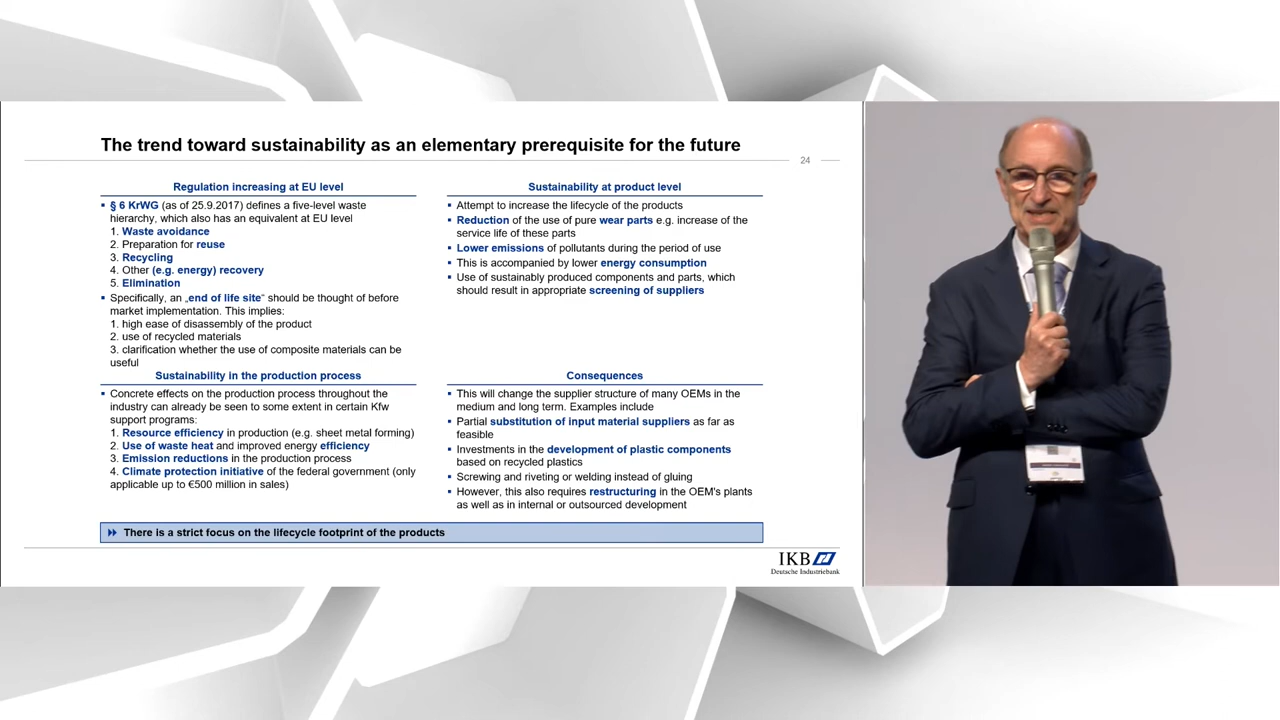 The trend toward sustainability as an elementary prerequisite for the future
24
Regulation increasing at EU level
▪ § 6 KrWG (as of 25.9.2017) defines a five-level waste
hierarchy, which also has an equivalent at EU level
1. Waste avoidance
2. Preparation for reuse
3. Recycling
4. Other (e.g. energy) recovery
5. Elimination
▪ Specifically, an „end of life site“ should be thought of before
market implementation. This implies:
1. high ease of disassembly of the product
2. use of recycled materials
3. clarification whether the use of composite materials can be
useful
Sustainability at product level
▪ Attempt to increase the lifecycle of the products
▪ Reduction of the use of pure wear parts e.g. increase of the
service life of these parts
▪ Lower emissions of pollutants during the period of use
▪ This is accompanied by lower energy consumption
▪ Use of sustainably produced components and parts, which
should result in appropriate screening of suppliers
Sustainability in the production process
▪ Concrete effects on the production process throughout the
industry can already be seen to some extent in certain Kfw
support programs:
1. Resource efficiency in production (e.g. sheet metal forming)
2. Use of waste heat and improved energy efficiency
3. Emission reductions in the production process
4. Climate protection initiative of the federal government (only
applicable up to €500 million in sales)
Consequences
▪ This will change the supplier structure of many OEMs in the
medium and long term. Examples include
▪ Partial substitution of input material suppliers as far as
feasible
▪ Investments in the development of plastic components
based on recycled plastics
▪ Screwing and riveting or welding instead of gluing
▪ However, this also requires restructuring in the OEM's plants
as well as in internal or outsourced development
There is a strict focus on the lifecycle footprint of the products
IKB
Deutsche Industriebank